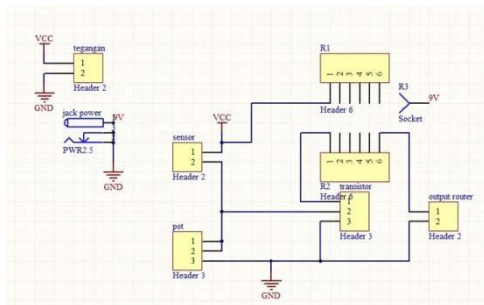 VCC
tegangan
1
2
Header 2
GND
jack power
9V
PWR2.5
GND
R1
1 2 3 4 5 6
Header 6
R3
9V
Socket
VCC
sensor
1
2
Header 2
1 2 3 4 5 6
R2
Header 6
transistor
1
2
3
Header 3
output router
1
2
Header 2
pot
1
2
3
Header 3
GND